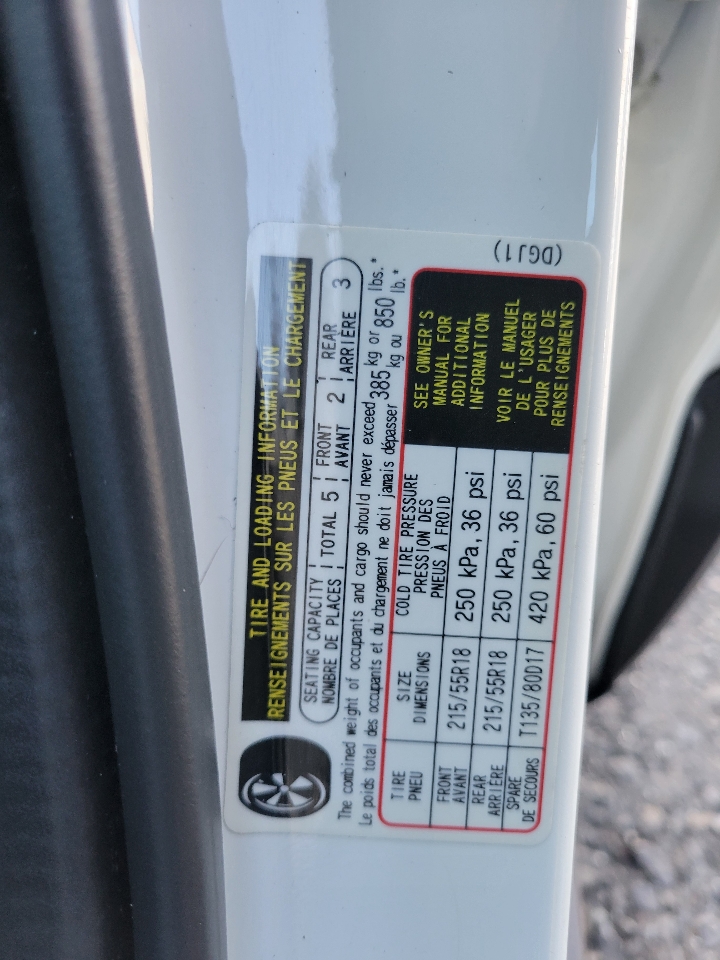 TIRE AND LOADING INFORMATION
RENSEIGNEMENTS SUR LES PNEUS ET LE CHARGEMENT
SEATING CAPACITY
NOMBRE DE PLACES
TOTAL 5
FRONT
AVANT
2
REAR
ARRIÈRE
3
The combined weight of occupants and cargo should never exceed 385 kg or 850 lbs.*
Le poids total des occupants et du chargement ne doit jamais dépasser 385 kg ou 850 lb.*
TIRE
PNEU
SIZE
DIMENSIONS
COLD TIRE PRESSURE
PRESSION DES
PNEUS À FROID
FRONT
AVANT
215/55R18
250 kPa, 36 psi
REAR
ARRIÈRE
215/55R18
250 kPa, 36 psi
SPARE
DE SECOURS
T135/80D17
420 kPa, 60 psi
SEE OWNER'S
MANUAL FOR
ADDITIONAL
INFORMATION
VOIR LE MANUEL
DE L'USAGER
POUR PLUS DE
RENSEIGNEMENTS
(DGJ1)